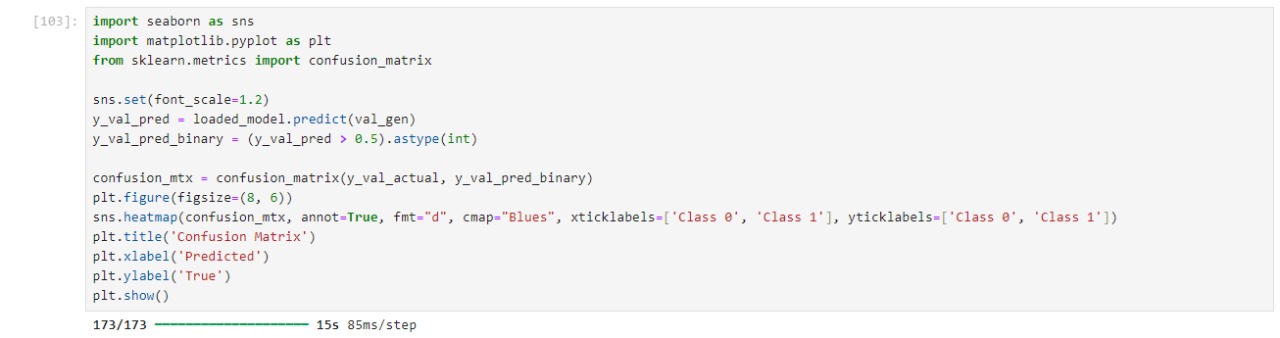 [103]: import seaborn as sns
import matplotlib.pyplot as plt
from sklearn.metrics import confusion_matrix
sns.set(font_scale=1.2)
y_val_pred = loaded_model.predict(val_gen)
y_val_pred_binary = (y_val_pred > 0.5).astype(int)
confusion_mtx = confusion_matrix(y_val_actual, y_val_pred_binary)
plt.figure(figsize=(8, 6))
sns.heatmap(confusion_mtx, annot=True, fmt="d", cmap="Blues", xticklabels=['Class 0', 'Class 1'], yticklabels=['Class 0', 'Class 1'])
plt.title('Confusion Matrix')
plt.xlabel('Predicted')
plt.ylabel('True')
plt.show()
173/173 ━━━━━━━━━━━━━━━━━━━━ 15s 85ms/step